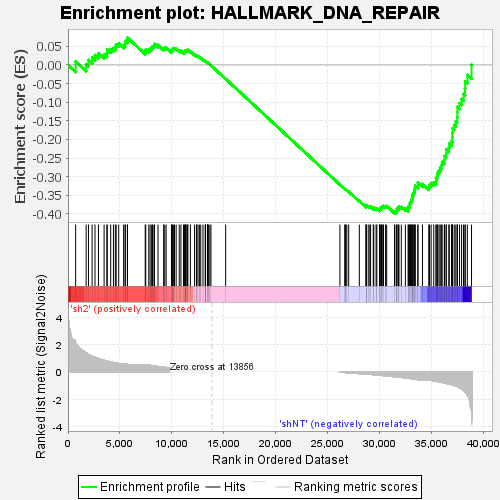 Enrichment plot: HALLMARK_DNA_REPAIR
Enrichment score (ES)
0.05
0.00
-0.05
-0.10
-0.15
-0.20
-0.25
-0.30
-0.35
-0.40
'sh2' (positively correlated)
Ranked list metric (Signal2Noise)
4
2
0
-2
-4
Zero cross at 13856
'shNT' (negatively correlated)
0
5,000
10,000
15,000
20,000
25,000
30,000
35,000
40,000
Rank in Ordered Dataset
Enrichment profile
Hits
Ranking metric scores